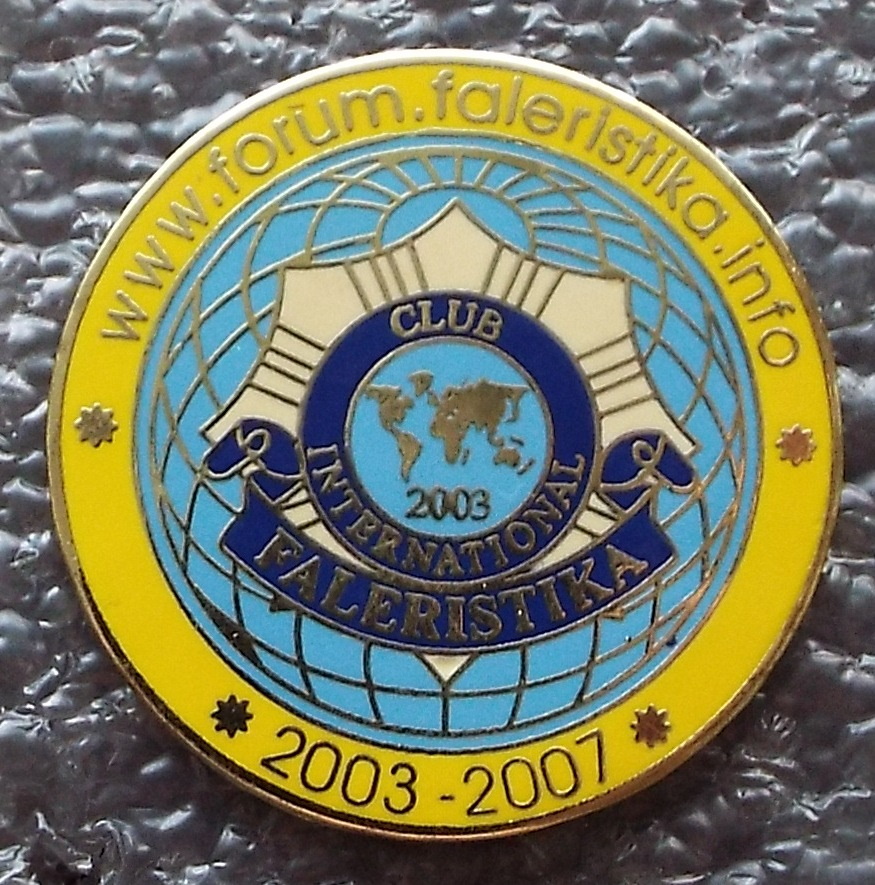 www.forum.faleristika.info
CLUB
2003
INTERNATIONAL
FALERISTIKA
2003-2007